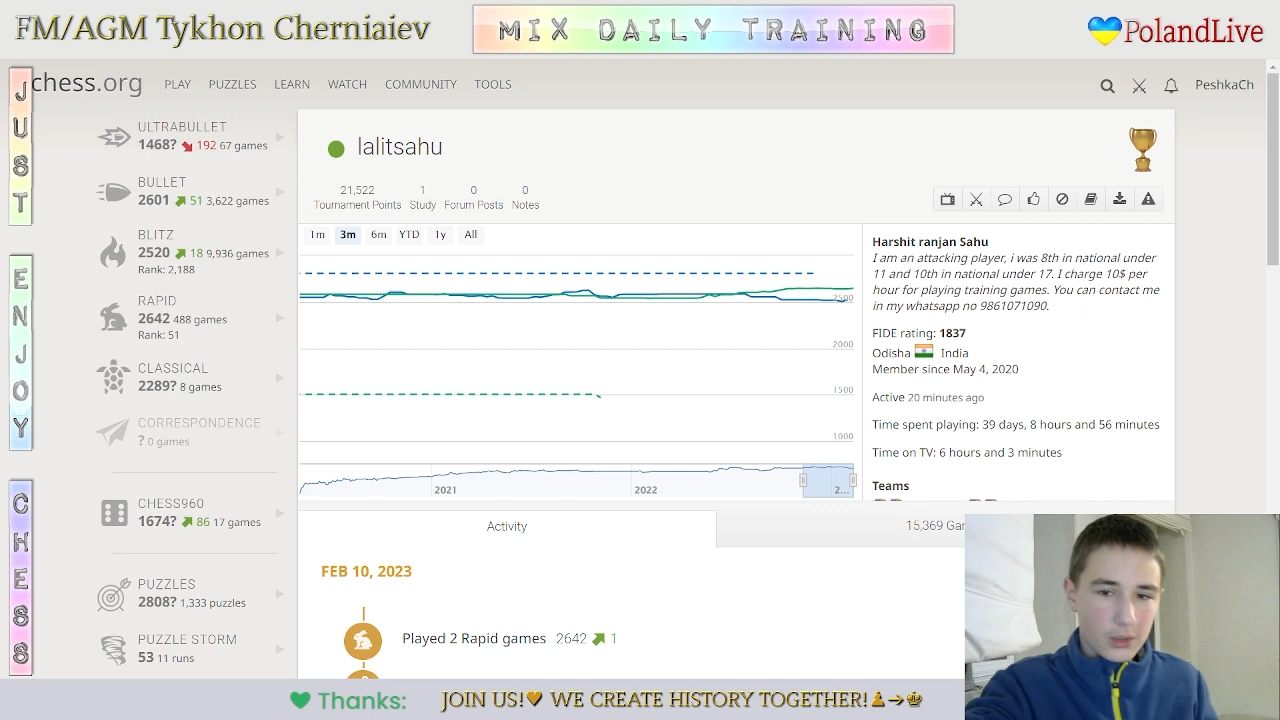 FM/AGM Tykhon Cherniaiev
MIX DAILY TRAINING
PolandLive
JUST
ENJOY
CHESS
chess.org
PLAY PUZZLES LEARN WATCH COMMUNITY TOOLS
PeshkaCh
ULTRABULLET
1468? 192 67 games
BULLET
2601 51 3,622 games
BLITZ
2520 18 9,936 games
Rank: 2,188
RAPID
2642 488 games
Rank: 51
CLASSICAL
2289? 8 games
CORRESPONDENCE
? 0 games
CHESS960
1674? 86 17 games
PUZZLES
2808? 1,333 puzzles
PUZZLE STORM
53 11 runs
lalitsahu
21,522 1 0 0
Tournament Points Study Forum Posts Notes
1m 3m 6m YTD 1y All
2500
2000
1500
1000
2021 2022 2...
Harshit ranjan Sahu
I am an attacking player, i was 8th in national under
11 and 10th in national under 17. I charge 10$ per
hour for playing training games. You can contact me
in my whatsapp no 9861071090.
FIDE rating: 1837
Odisha India
Member since May 4, 2020
Active 20 minutes ago
Time spent playing: 39 days, 8 hours and 56 minutes
Time on TV: 6 hours and 3 minutes
Teams
Activity
15,369 Gam
FEB 10, 2023
Played 2 Rapid games 2642 1
Thanks: JOIN US! WE CREATE HISTORY TOGETHER!